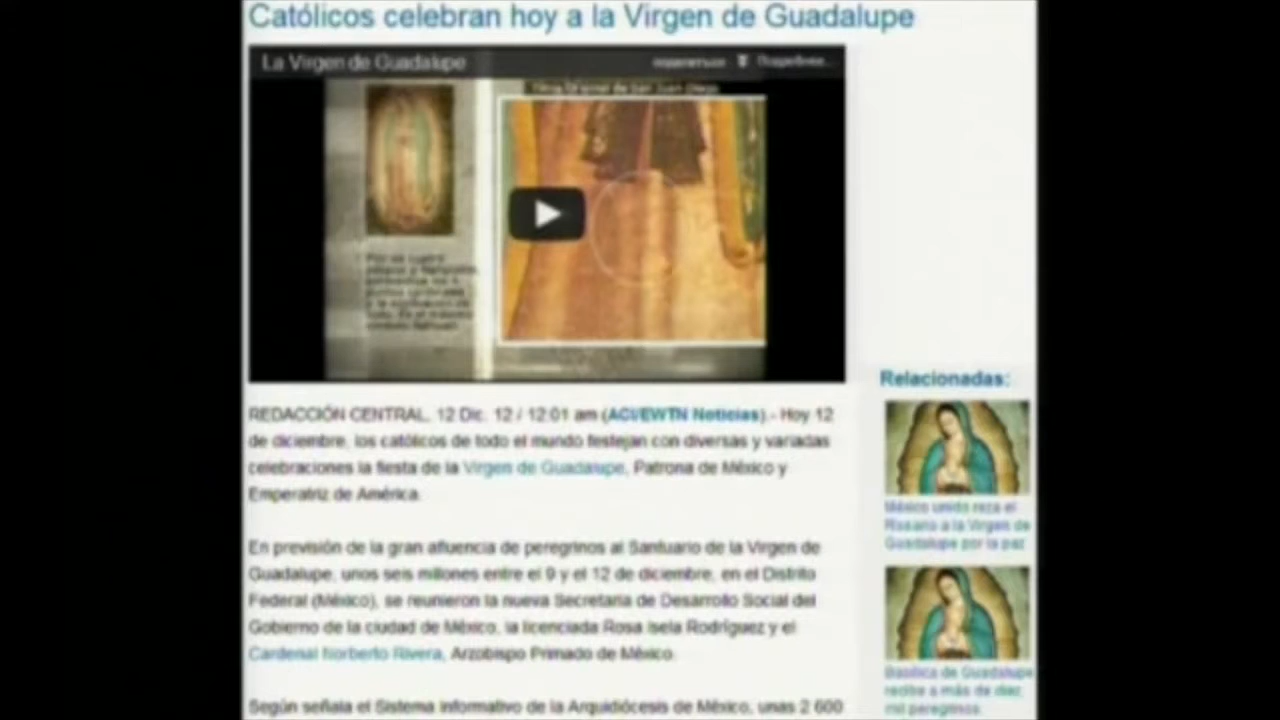 Católicos celebran hoy a la Virgen de Guadalupe
La Virgen de Guadalupe
REDACCIÓN CENTRAL, 12 Dic. 12 / 12:01 am (ACI/EWTN Noticias).- Hoy 12
de diciembre, los católicos de todo el mundo festejan con diversas y variadas
celebraciones la fiesta de la Virgen de Guadalupe, Patrona de México y
Emperatriz de América.
En previsión de la gran afluencia de peregrinos al Santuario de la Virgen de
Guadalupe, unos seis millones entre el 9 y el 12 de diciembre, en el Distrito
Federal (México), se reunieron la nueva Secretaria de Desarrollo Social del
Gobierno de la ciudad de México, la licenciada Rosa Isela Rodríguez y el
Cardenal Norberto Rivera, Arzobispo Primado de México.
Según señala el Sistema informativo de la Arquidiócesis de México, unas 2 600
Relacionadas:
México unido reza el
Rosario a la Virgen de
Guadalupe por la paz
Basílica de Guadalupe
recibe a más de diez
mil peregrinos